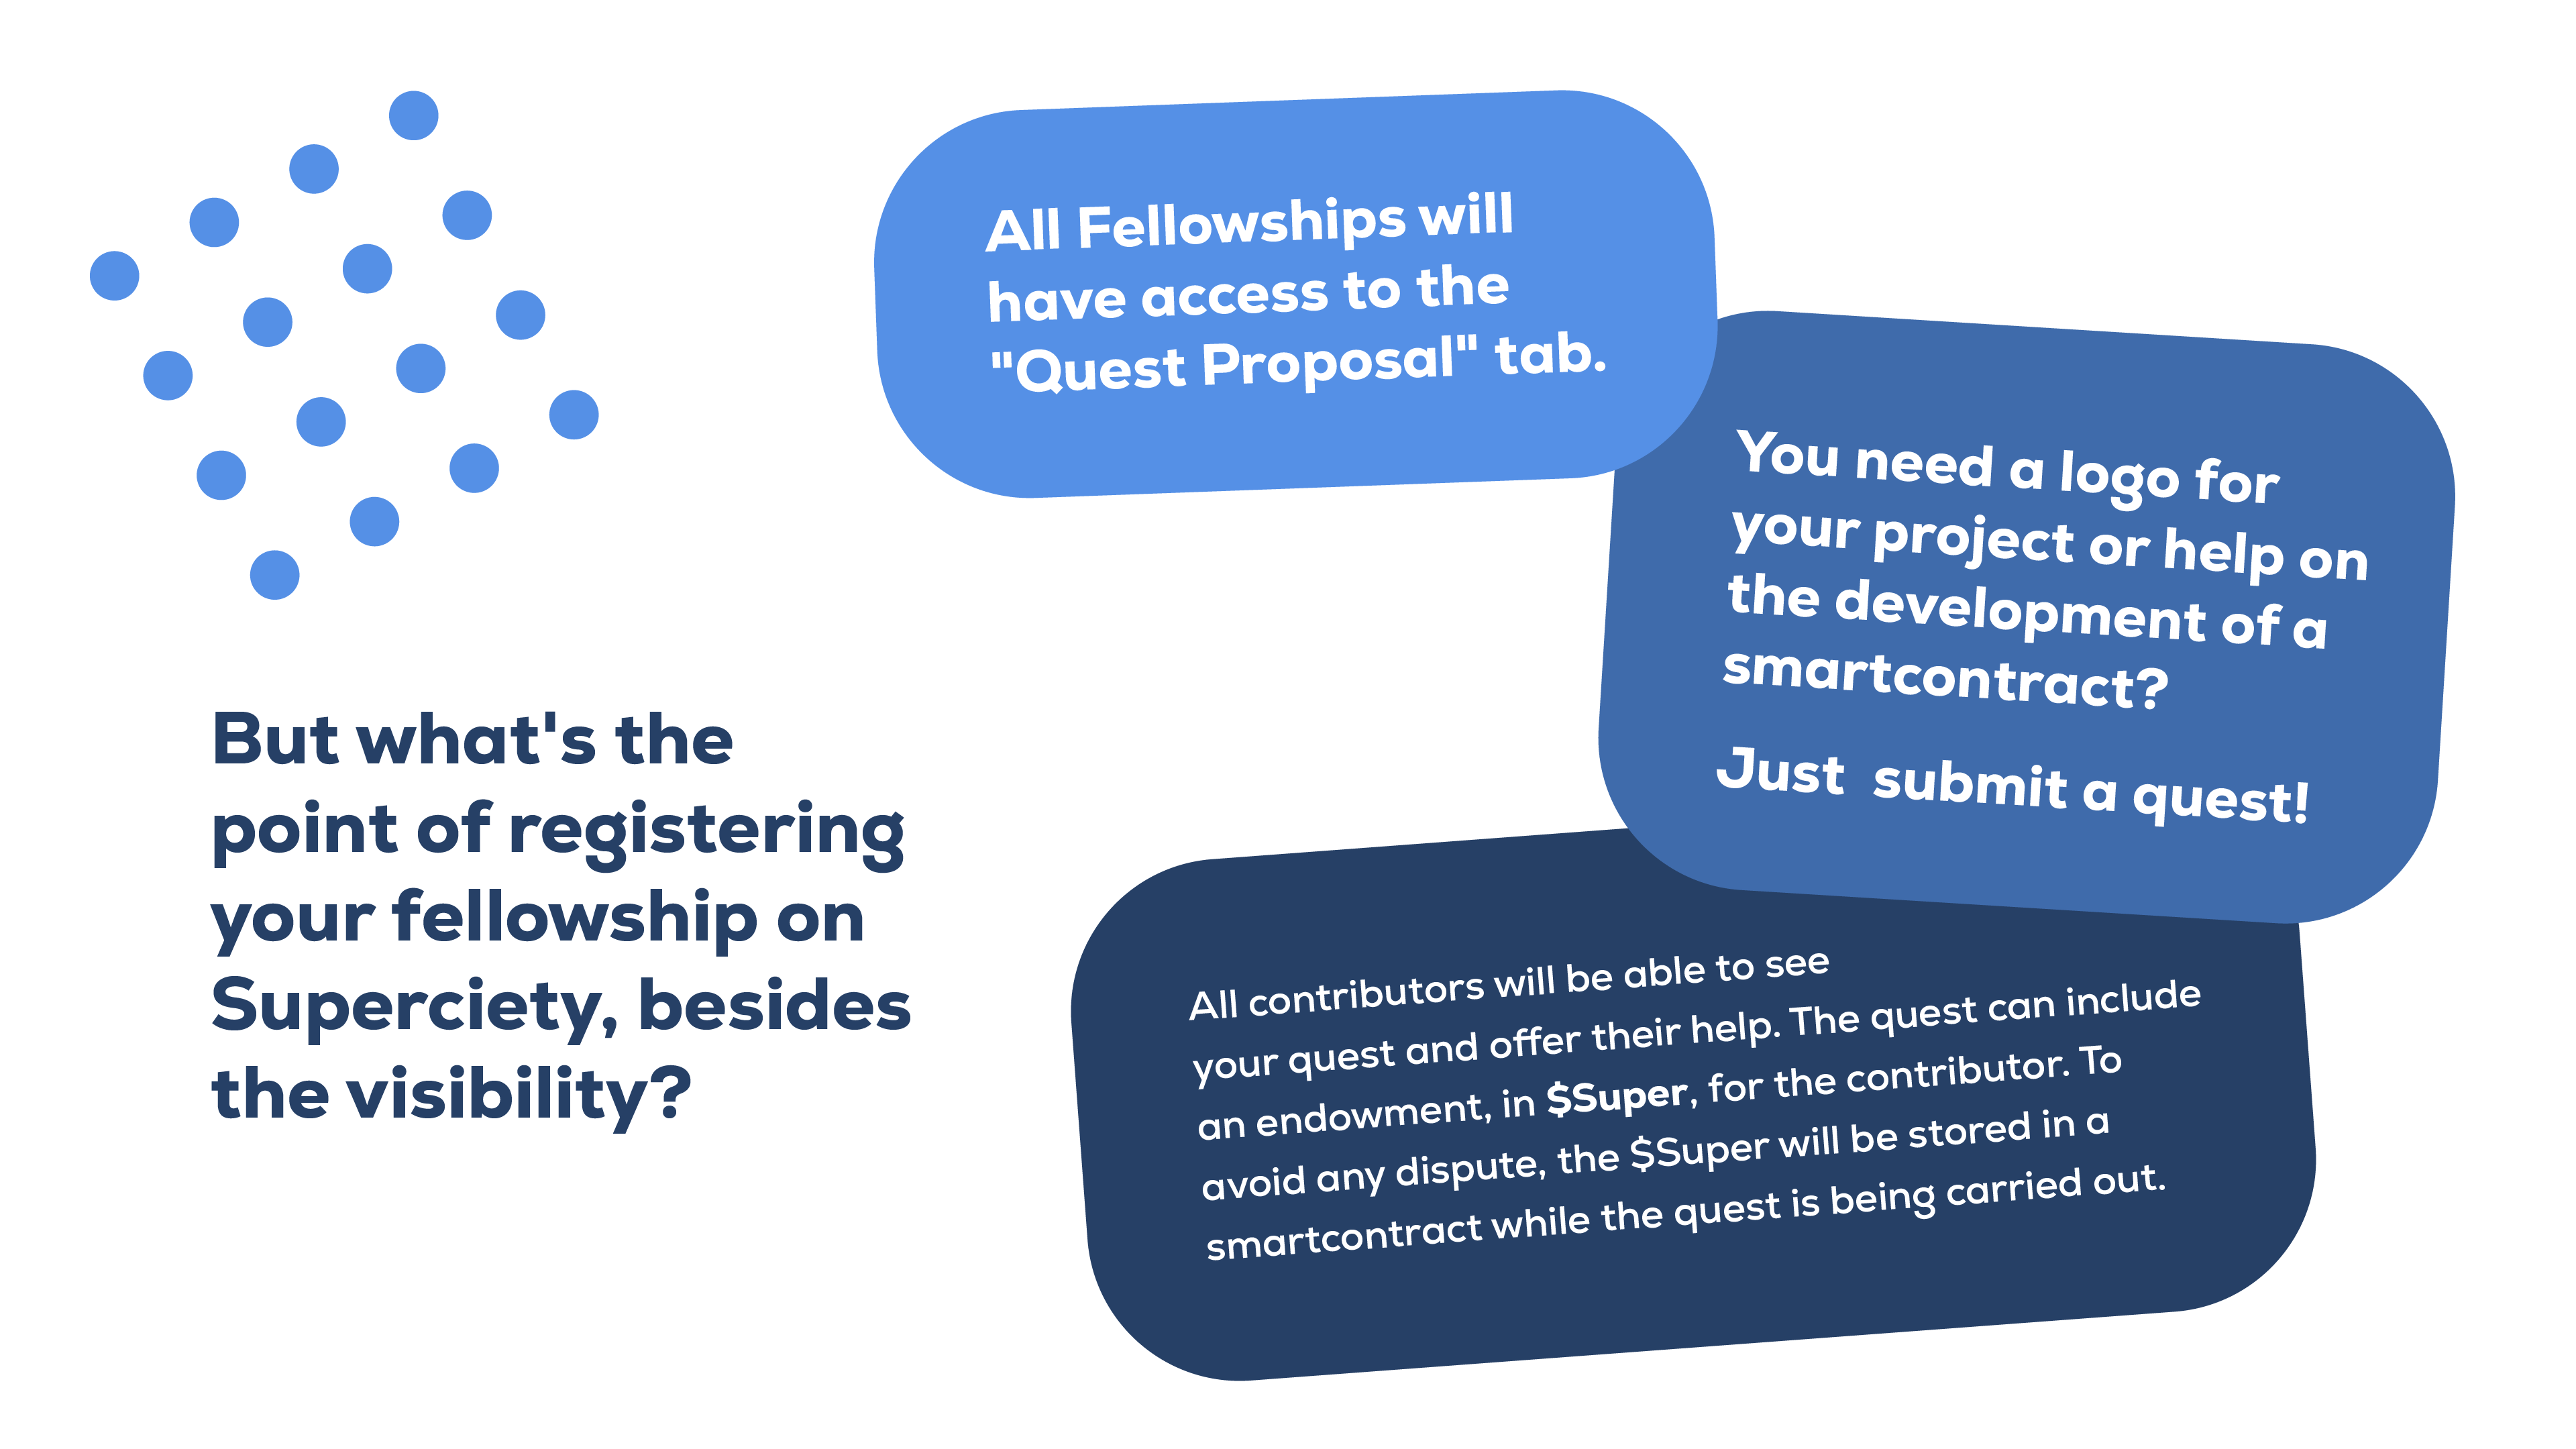 But what's the
point of registering
your fellowship on
Superciety, besides
the visibility?
All Fellowships will
have access to the
"Quest Proposal" tab.
You need a logo for
your project or help on
the development of a
smartcontract?
Just submit a quest!
All contributors will be able to see
your quest and offer their help. The quest can include
an endowment, in $Super, for the contributor. To
avoid any dispute, the $Super will be stored in a
smartcontract while the quest is being carried out.